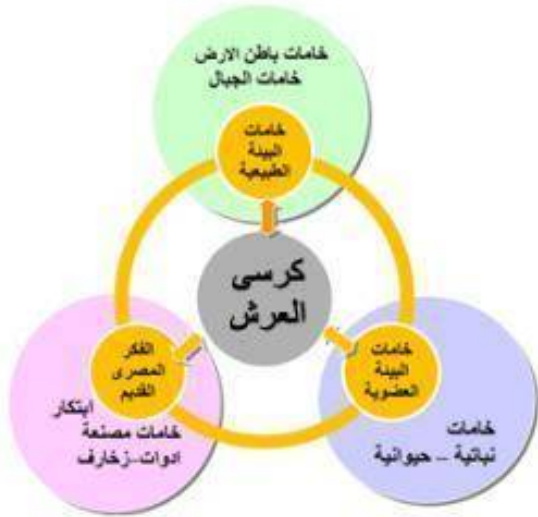 خامات باطن الارض
خامات الجبال
خامات
البيئة
الطبيعية
كرسى
العرش
الفكر
المصرى
القديم
ابتكار
خامات مصنعة
ادوات-زخارف
خامات
البيئة
العضوية
خامات
نباتية – حيوانية